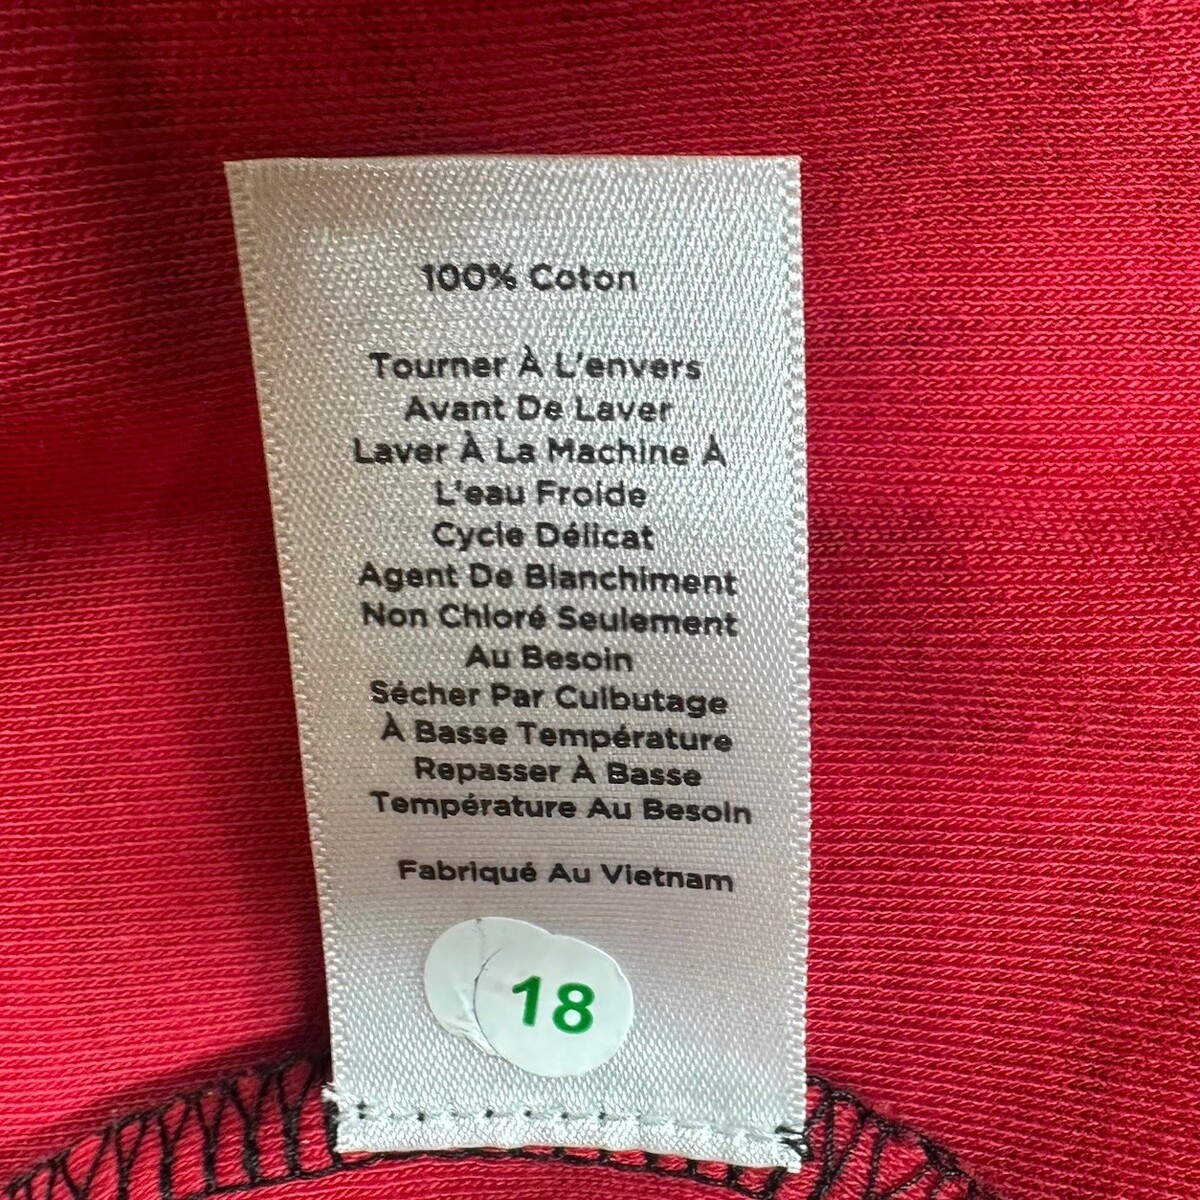 100% Coton
Tourner À L'envers
Avant De Laver
Laver À La Machine À
L'eau Froide
Cycle Délicat
Agent De Blanchiment
Non Chloré Seulement
Au Besoin
Sécher Par Culbutage
À Basse Température
Repasser À Basse
Température Au Besoin
Fabriqué Au Vietnam
18